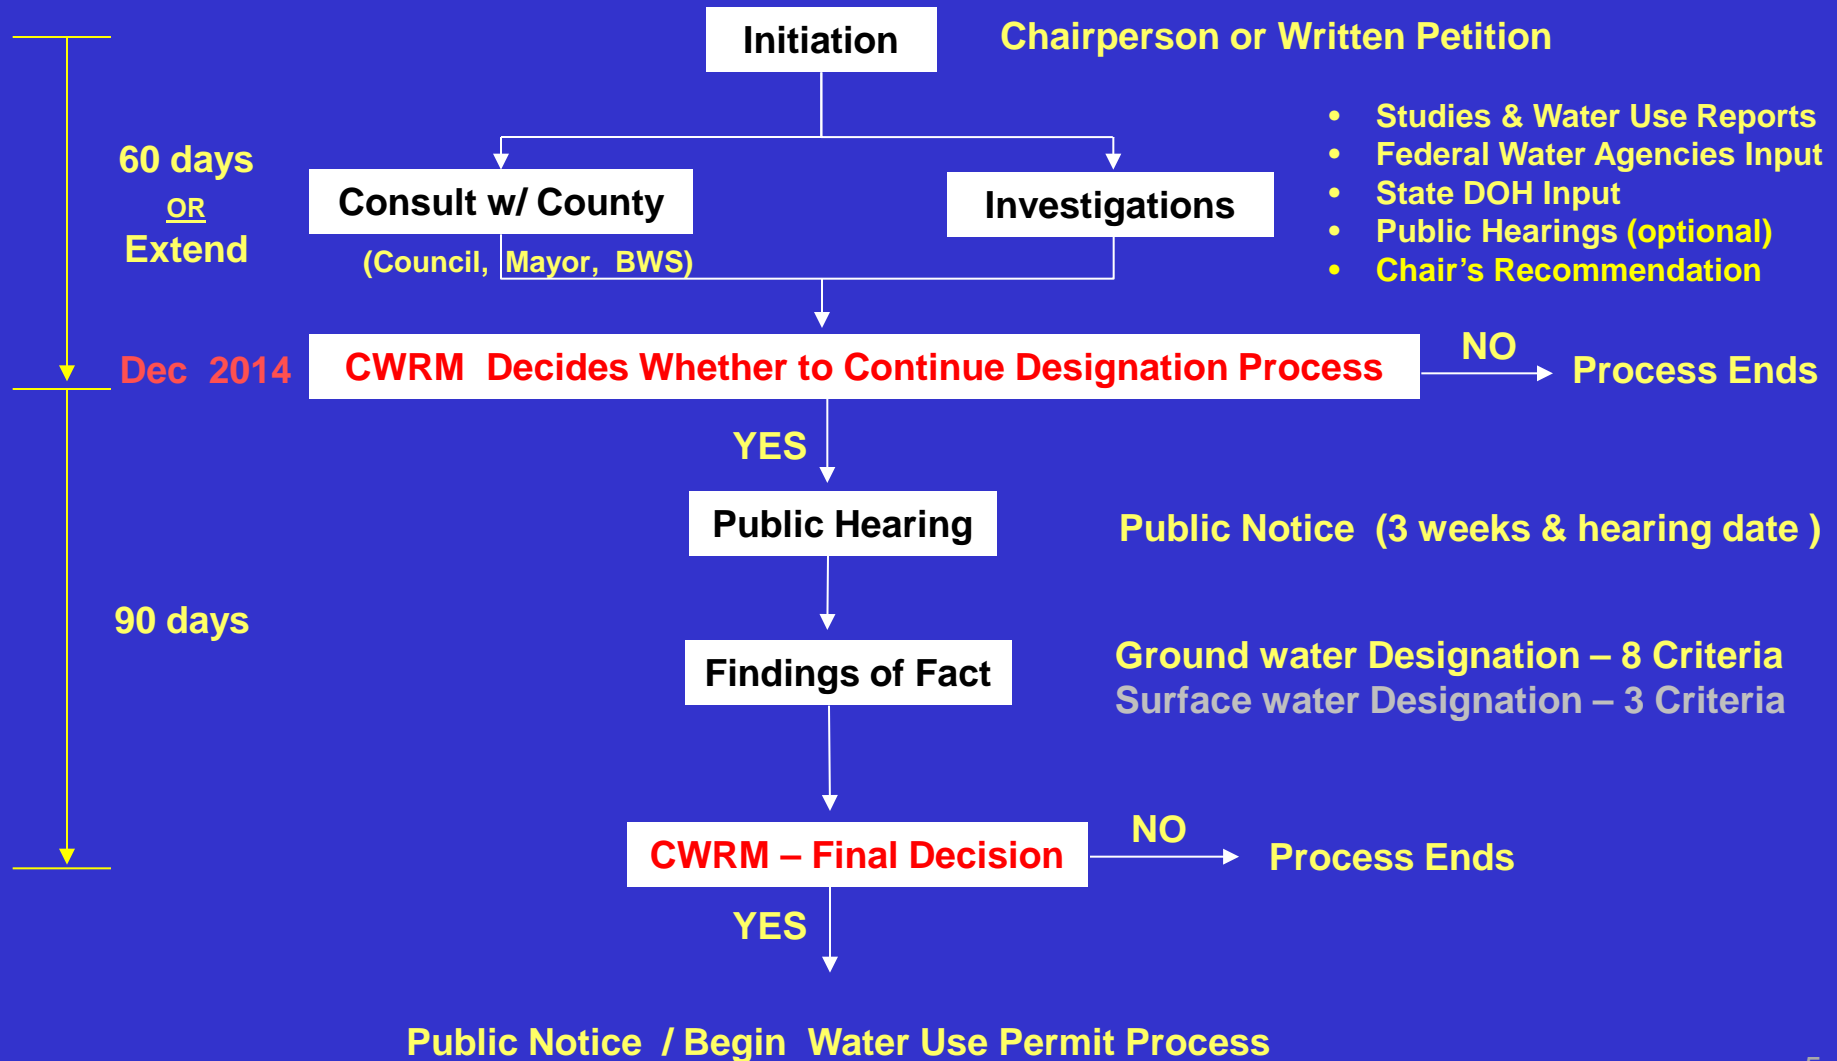 Initiation
Chairperson or Written Petition
• Studies & Water Use Reports
• Federal Water Agencies Input
• State DOH Input
• Public Hearings (optional)
• Chair's Recommendation
60 days
OR
Extend
Consult w/ County
(Council, Mayor, BWS)
Investigations
Dec 2014
CWRM Decides Whether to Continue Designation Process
NO
Process Ends
YES
Public Hearing
Public Notice (3 weeks & hearing date )
90 days
Findings of Fact
Ground water Designation – 8 Criteria
Surface water Designation – 3 Criteria
CWRM – Final Decision
NO
Process Ends
YES
Public Notice / Begin Water Use Permit Process